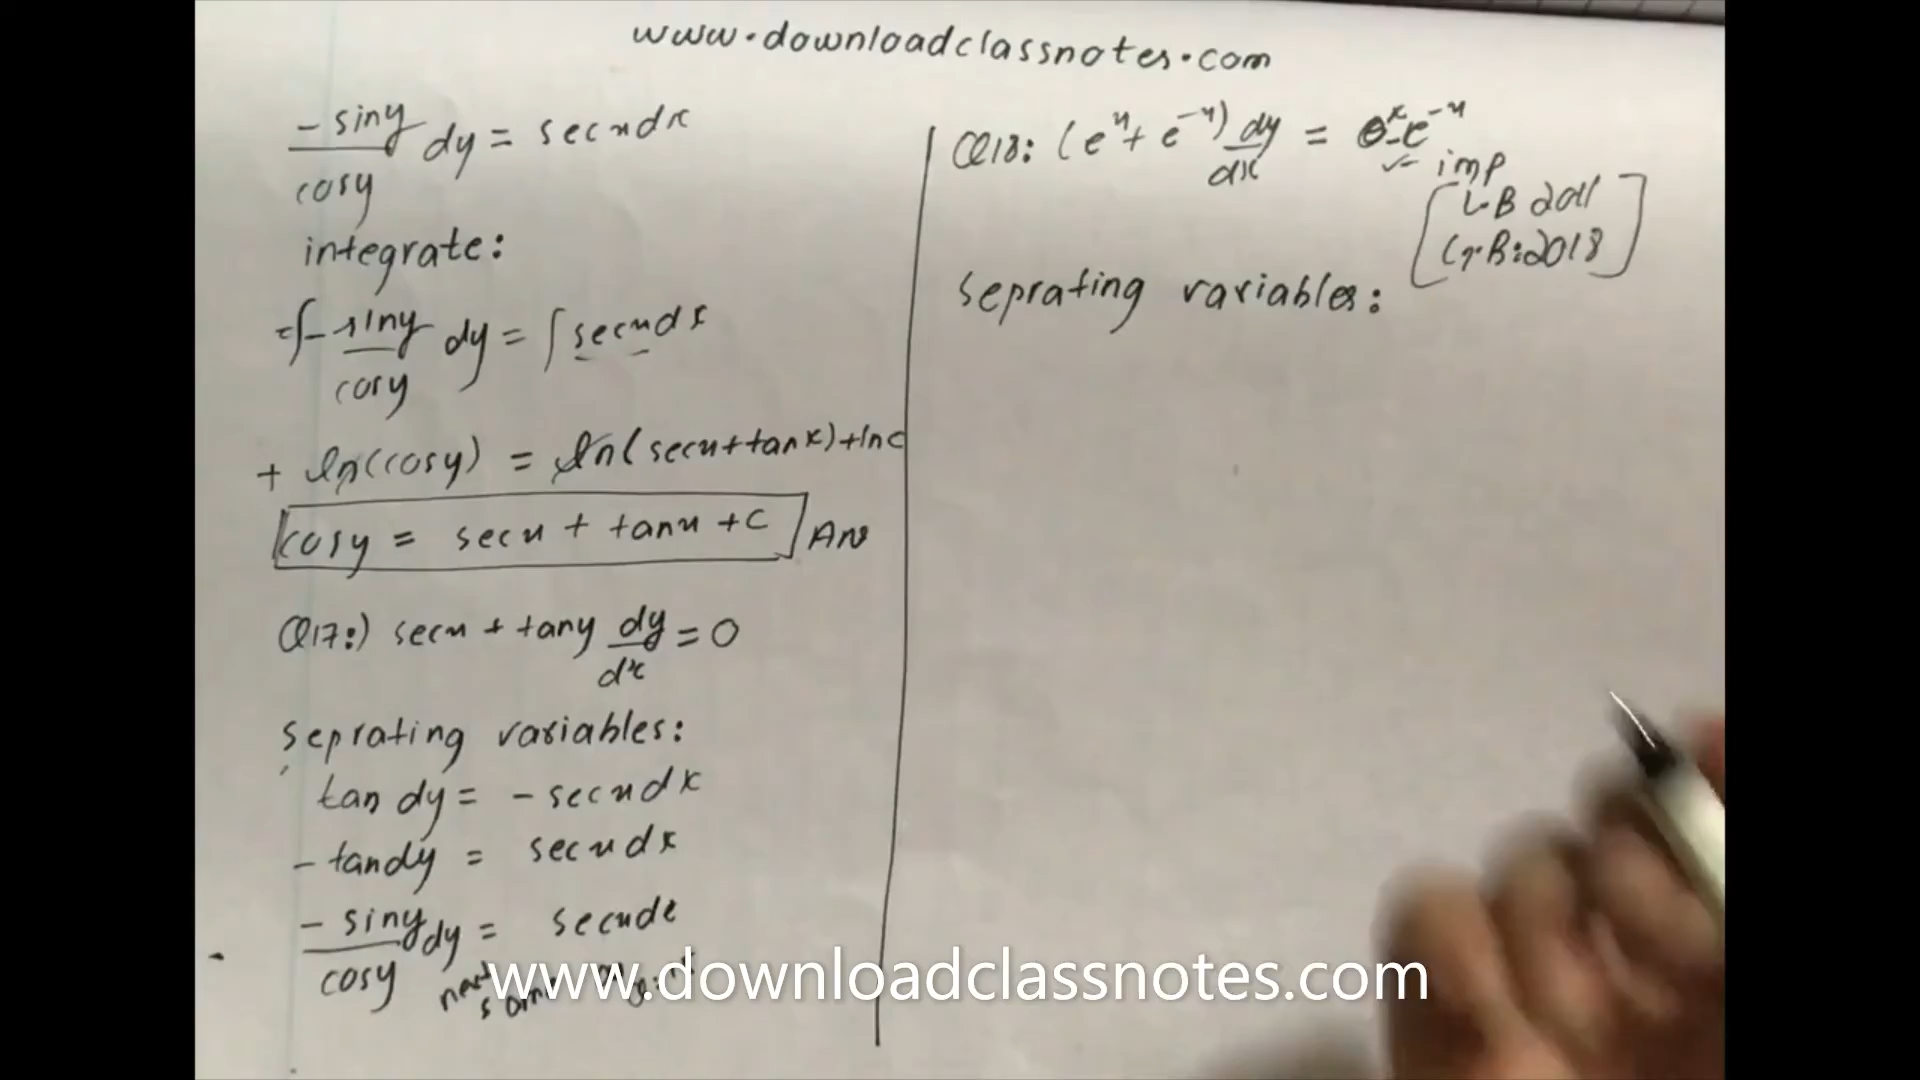 www.downloadclassnotes.com
-siny/cosy dy = secxdx
integrate:
=∫-siny/cosy dy = ∫secxdx
+ ln(cosy) = ln(secx+tanx)+lnc
cosy = secx + tanx +c Ans
Q17:) secx + tany dy/dx = 0
seprating variables:
tan dy = - secxdx
- tandy = secxdx
-siny/cosy dy = secxdx
next same
Q18: (e^x + e^-x) dy/dx = e^x-e^-x
imp
L.B 2011
G.B:2018
seprating variables:
www.downloadclassnotes.com